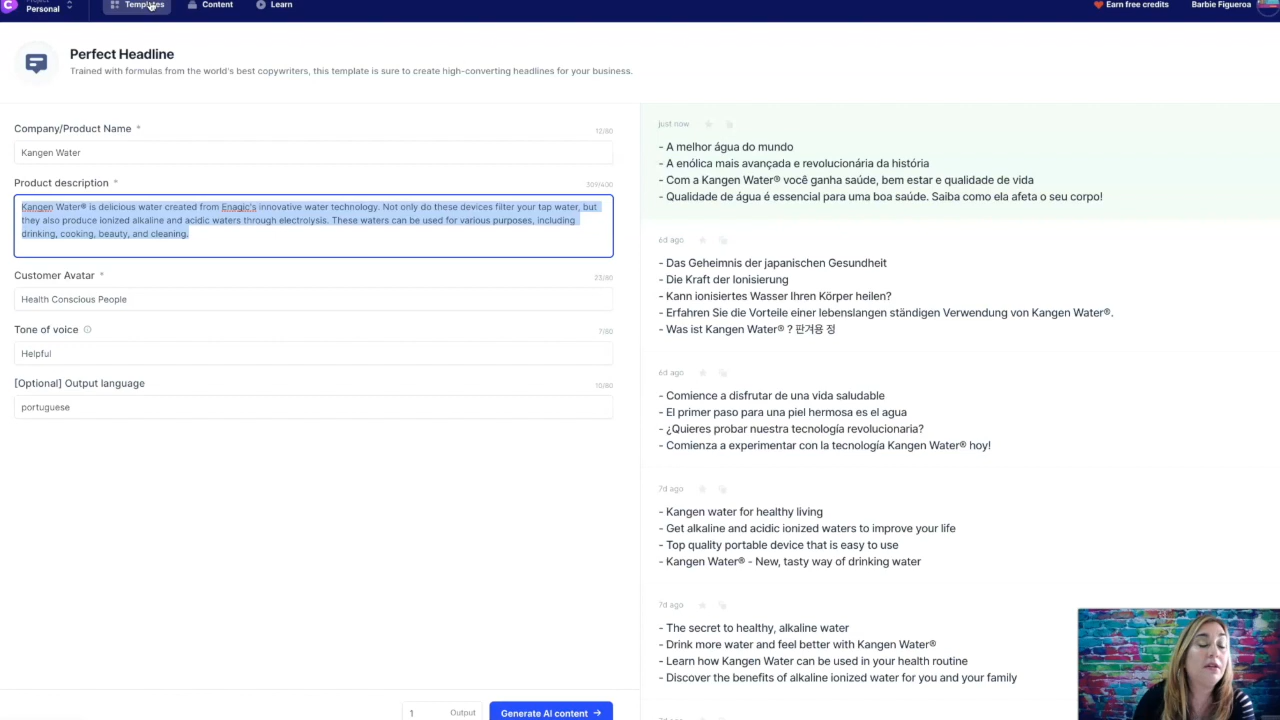 Project
Personal
Templates
Content
Learn
Earn free credits
Barbie Figueroa
Perfect Headline
Trained with formulas from the world's best copywriters, this template is sure to create high-converting headlines for your business.
Company/Product Name *
12/80
Kangen Water
Product description *
309/400
Kangen Water® is delicious water created from Enagic's innovative water technology. Not only do these devices filter your tap water, but
they also produce ionized alkaline and acidic waters through electrolysis. These waters can be used for various purposes, including
drinking, cooking, beauty, and cleaning.
Customer Avatar *
23/80
Health Conscious People
Tone of voice
7/80
Helpful
[Optional] Output language
10/80
portuguese
1
Output
Generate AI content →
just now
- A melhor água do mundo
- A enólica mais avançada e revolucionária da história
- Com a Kangen Water® você ganha saúde, bem estar e qualidade de vida
- Qualidade de água é essencial para uma boa saúde. Saiba como ela afeta o seu corpo!
6d ago
- Das Geheimnis der japanischen Gesundheit
- Die Kraft der Ionisierung
- Kann ionisiertes Wasser Ihren Körper heilen?
- Erfahren Sie die Vorteile einer lebenslangen ständigen Verwendung von Kangen Water®.
- Was ist Kangen Water® ? 판겨용 정
6d ago
- Comience a disfrutar de una vida saludable
- El primer paso para una piel hermosa es el agua
- ¿Quieres probar nuestra tecnología revolucionaria?
- Comienza a experimentar con la tecnología Kangen Water® hoy!
7d ago
- Kangen water for healthy living
- Get alkaline and acidic ionized waters to improve your life
- Top quality portable device that is easy to use
- Kangen Water® - New, tasty way of drinking water
7d ago
- The secret to healthy, alkaline water
- Drink more water and feel better with Kangen Water®
- Learn how Kangen Water can be used in your health routine
- Discover the benefits of alkaline ionized water for you and your family